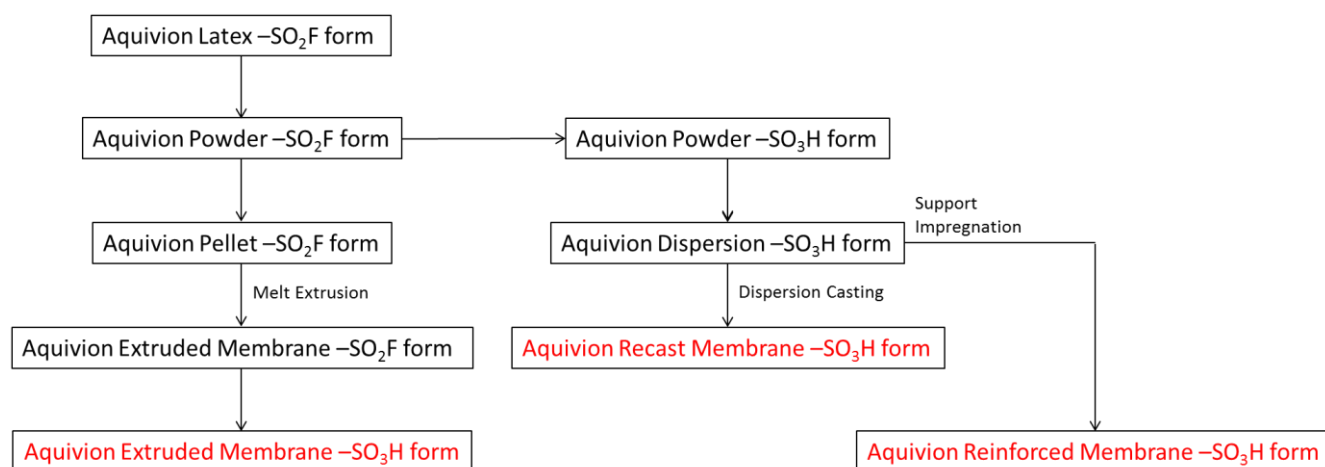 Aquivion Latex –SO₂F form
Aquivion Powder –SO₂F form
Aquivion Powder –SO₃H form
Support
Impregnation
Aquivion Pellet –SO₂F form
Aquivion Dispersion –SO₃H form
Melt Extrusion
Dispersion Casting
Aquivion Extruded Membrane –SO₂F form
Aquivion Recast Membrane –SO₃H form
Aquivion Extruded Membrane –SO₃H form
Aquivion Reinforced Membrane –SO₃H form